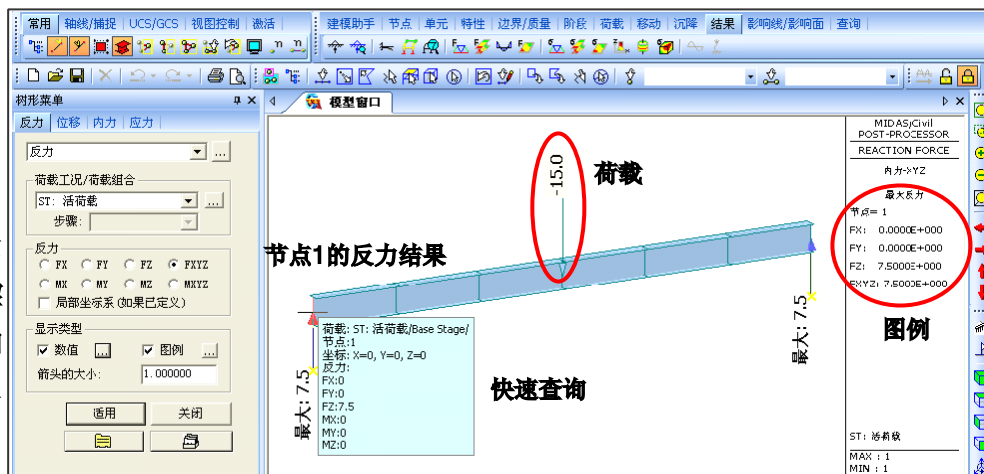 常用 轴线/捕捉 UCS/GCS 视图控制 激活 建模助手 节点 单元 特性 边界/质量 阶段 荷载 移动 沉降 结果 影响线/影响面 查询
树形菜单
模型窗口
反力 位移 内力 应力
反力
荷载工况/荷载组合
ST: 活荷载
步骤:
反力
FX FY FZ FXYZ
MX MY MZ MXYZ
局部坐标系(如果已定义)
显示类型
数值 图例
箭头的大小: 1.000000
适用 关闭
-15.0
荷载
节点1的反力结果
最大: 7.5
荷载: ST: 活荷载/Base Stage/
节点:1
坐标: X=0, Y=0, Z=0
反力:
FX:0
FY:0
FZ:7.5
MX:0
MY:0
MZ:0
快速查询
最大: 7.5
MIDAS/Civil
POST-PROCESSOR
REACTION FORCE
内力-XYZ
最大反力
节点= 1
FX: 0.0000E+000
FY: 0.0000E+000
FZ: 7.5000E+000
FXYZ: 7.5000E+000
图例
ST: 活荷载
MAX : 1
MIN : 1